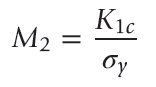 M₂ = K₁c / σᵧ